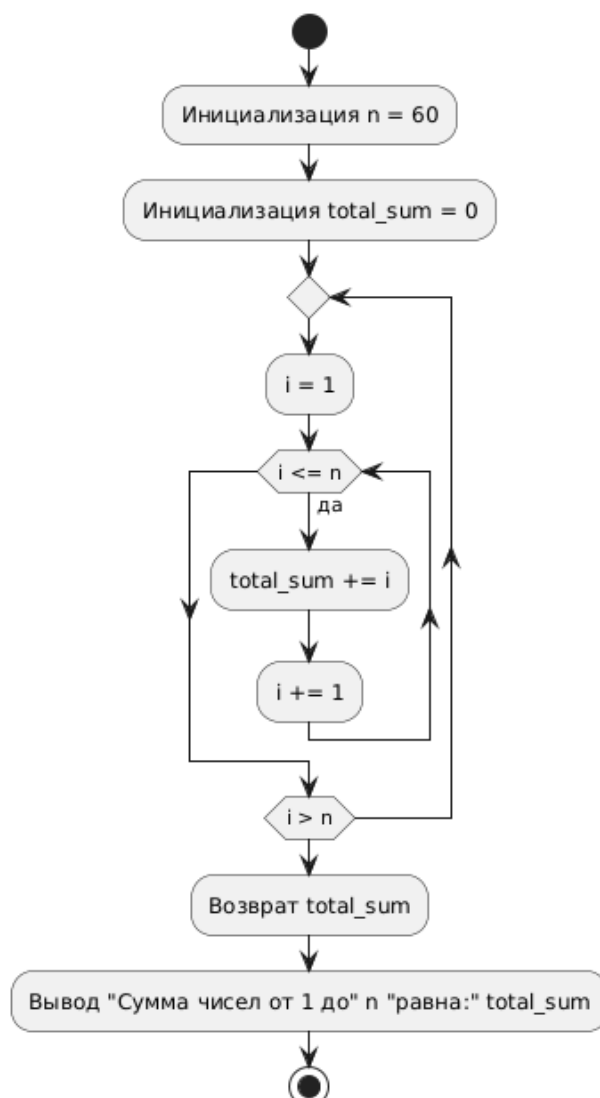 Инициализация n = 60
Инициализация total_sum = 0
i = 1
i <= n
да
total_sum += i
i += 1
i > n
Возврат total_sum
Вывод "Сумма чисел от 1 до" n "равна:" total_sum